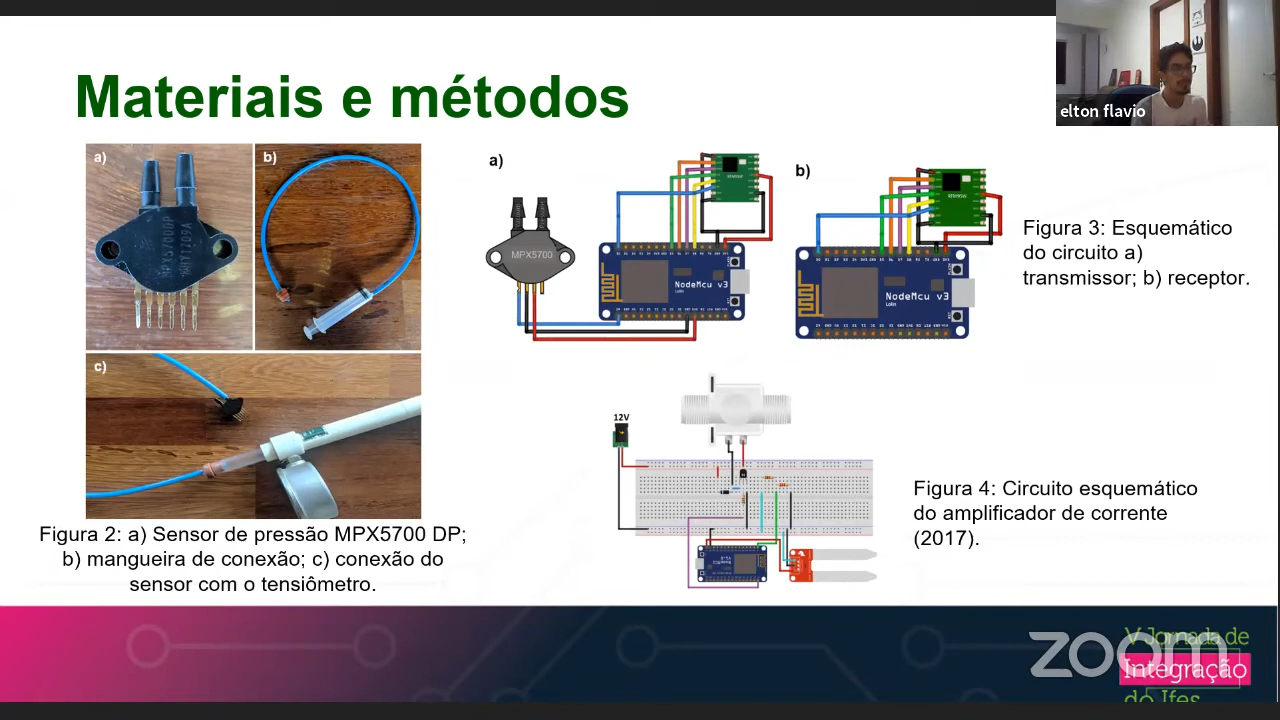 Materiais e métodos
elton flavio
a)
b)
c)
MPX5700DP
Figura 2: a) Sensor de pressão MPX5700 DP;
b) mangueira de conexão; c) conexão do
sensor com o tensiômetro.
a)
MPX5700
NodeMcu v3
LoLin
b)
NodeMcu v3
LoLin
Figura 3: Esquemático
do circuito a)
transmissor; b) receptor.
12V
Figura 4: Circuito esquemático
do amplificador de corrente
(2017).
zoom
V Jornada de
Integração
do Ifes